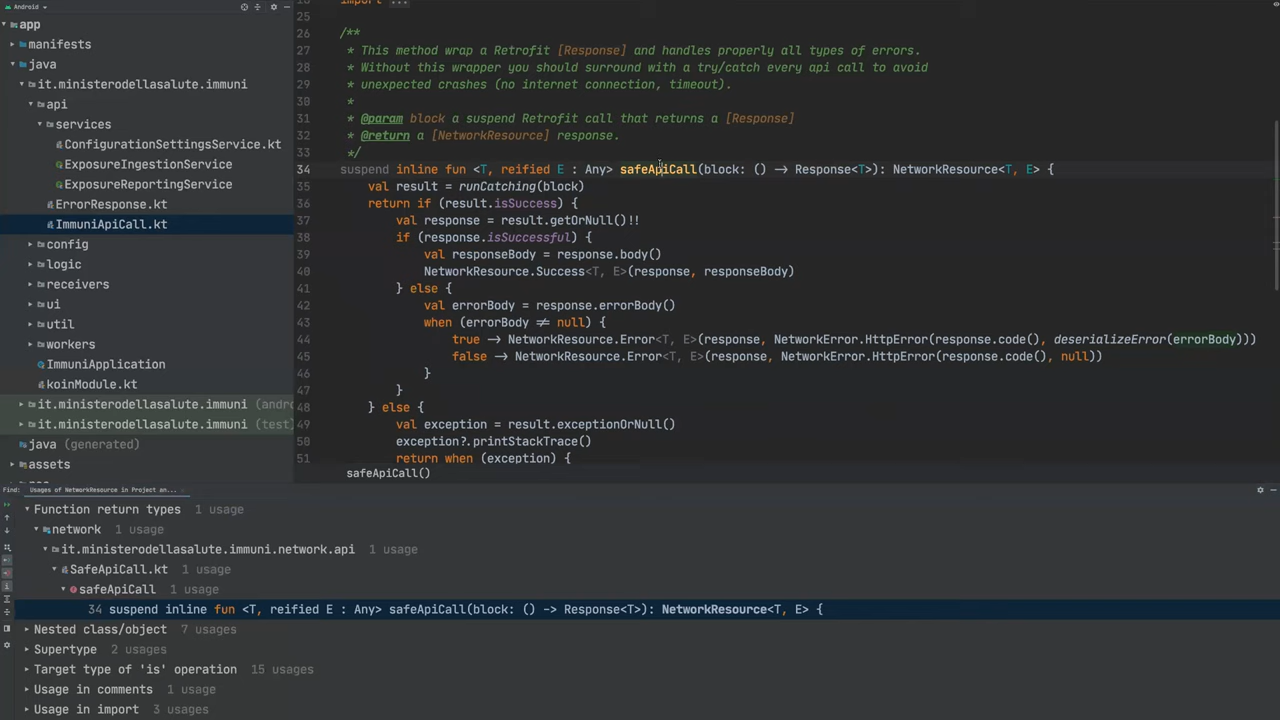 Android
app
manifests
java
it.ministerodellasalute.immuni
api
services
ConfigurationSettingsService.kt
ExposureIngestionService
ExposureReportingService
ErrorResponse.kt
ImmuniApiCall.kt
config
logic
receivers
ui
util
workers
ImmuniApplication
koinModule.kt
it.ministerodellasalute.immuni (andro
it.ministerodellasalute.immuni (test)
java (generated)
assets
import ...
25
26 /**
27 * This method wrap a Retrofit [Response] and handles properly all types of errors.
28 * Without this wrapper you should surround with a try/catch every api call to avoid
29 * unexpected crashes (no internet connection, timeout).
30 *
31 * @param block a suspend Retrofit call that returns a [Response]
32 * @return a [NetworkResource] response.
33 */
34 suspend inline fun <T, reified E : Any> safeApiCall(block: () -> Response<T>): NetworkResource<T, E> {
35 val result = runCatching(block)
36 return if (result.isSuccess) {
37 val response = result.getOrNull()!!
38 if (response.isSuccessful) {
39 val responseBody = response.body()
40 NetworkResource.Success<T, E>(response, responseBody)
41 } else {
42 val errorBody = response.errorBody()
43 when (errorBody ≠ null) {
44 true -> NetworkResource.Error<T, E>(response, NetworkError.HttpError(response.code(), deserializeError(errorBody)))
45 false -> NetworkResource.Error<T, E>(response, NetworkError.HttpError(response.code(), null))
46 }
47 }
48 } else {
49 val exception = result.exceptionOrNull()
50 exception?.printStackTrace()
51 return when (exception) {
safeApiCall()
Find: Usages of NetworkResource in Project an...
Function return types 1 usage
network 1 usage
it.ministerodellasalute.immuni.network.api 1 usage
SafeApiCall.kt 1 usage
safeApiCall 1 usage
34 suspend inline fun <T, reified E : Any> safeApiCall(block: () -> Response<T>): NetworkResource<T, E> {
Nested class/object 7 usages
Supertype 2 usages
Target type of 'is' operation 15 usages
Usage in comments 1 usage
Usage in import 3 usages